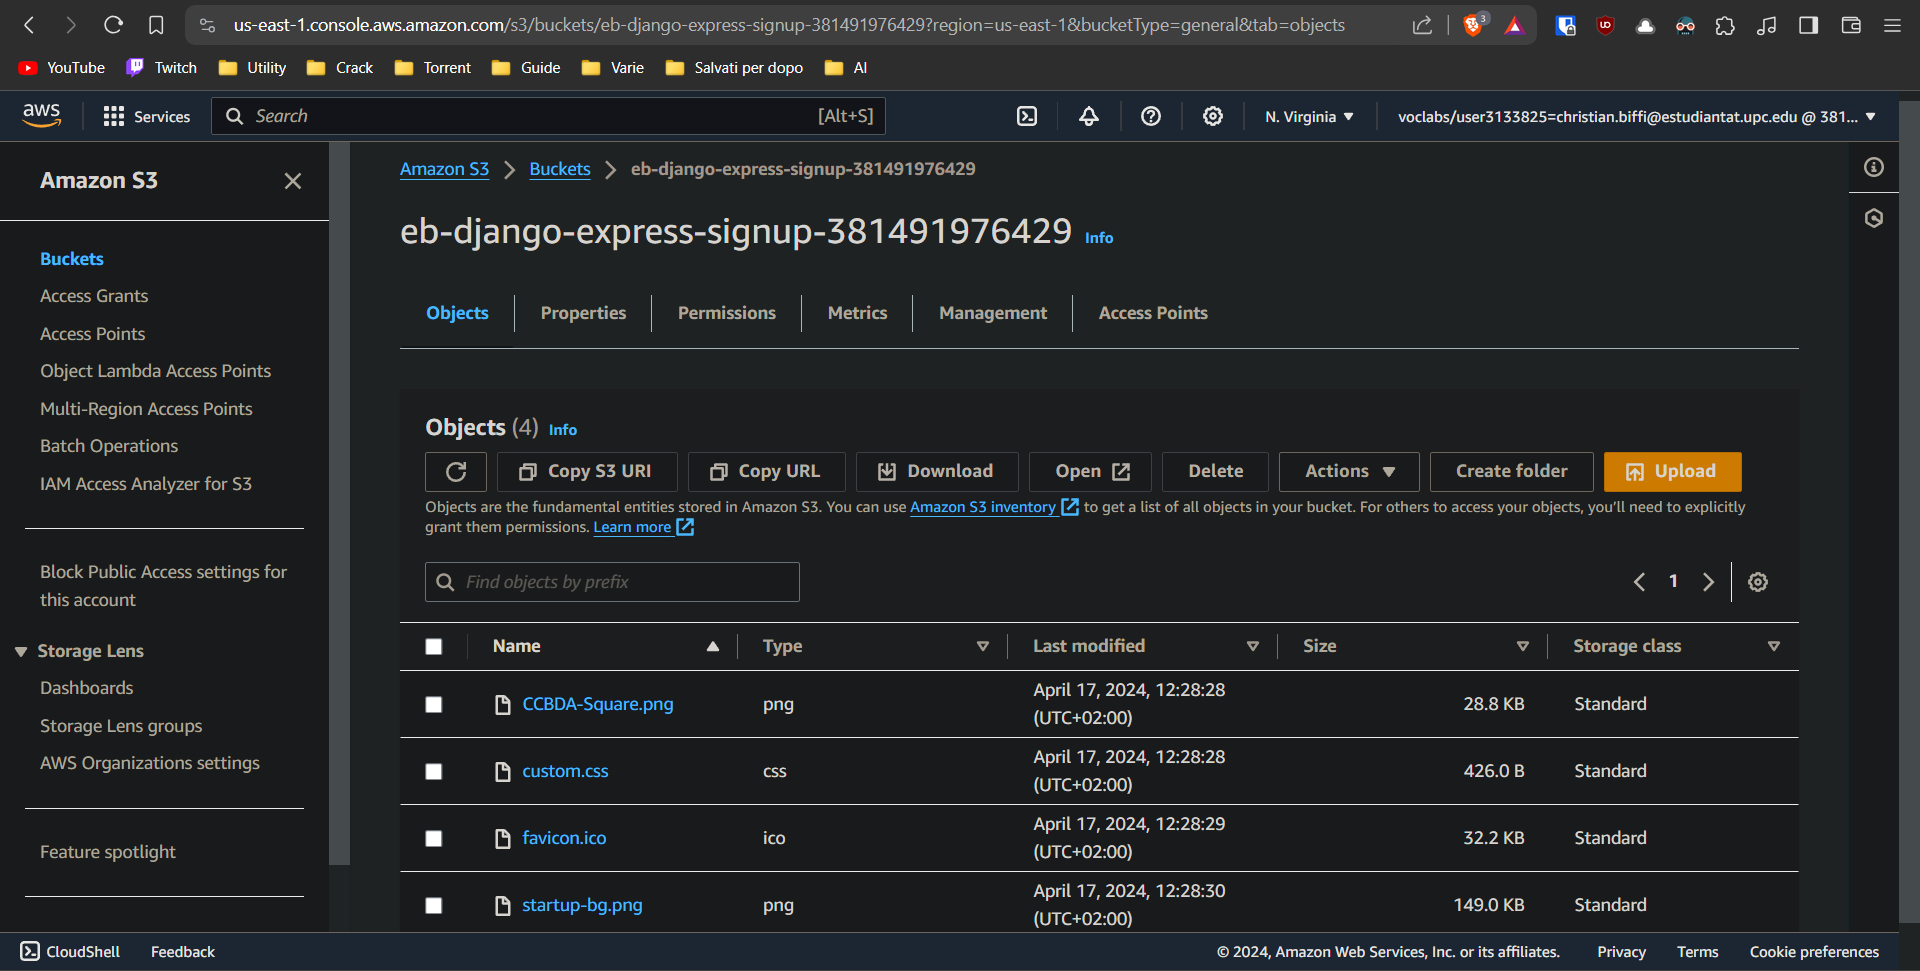 us-east-1.console.aws.amazon.com/s3/buckets/eb-django-express-signup-381491976429?region=us-east-1&bucketType=general&tab=objects
3
YouTube Twitch Utility Crack Torrent Guide Varie Salvati per dopo AI
aws Services Search [Alt+S] N. Virginia voclabs/user3133825=christian.biffi@estudiantat.upc.edu @ 381...
Amazon S3
Buckets
Access Grants
Access Points
Object Lambda Access Points
Multi-Region Access Points
Batch Operations
IAM Access Analyzer for S3
Block Public Access settings for
this account
Storage Lens
Dashboards
Storage Lens groups
AWS Organizations settings
Feature spotlight
Amazon S3 Buckets eb-django-express-signup-381491976429
eb-django-express-signup-381491976429 Info
Objects Properties Permissions Metrics Management Access Points
Objects (4) Info
Copy S3 URI Copy URL Download Open Delete Actions Create folder Upload
Objects are the fundamental entities stored in Amazon S3. You can use Amazon S3 inventory to get a list of all objects in your bucket. For others to access your objects, you'll need to explicitly
grant them permissions. Learn more
Find objects by prefix 1
Name Type Last modified Size Storage class
CCBDA-Square.png png April 17, 2024, 12:28:28 28.8 KB Standard
(UTC+02:00)
custom.css css April 17, 2024, 12:28:28 426.0 B Standard
(UTC+02:00)
favicon.ico ico April 17, 2024, 12:28:29 32.2 KB Standard
(UTC+02:00)
startup-bg.png png April 17, 2024, 12:28:30 149.0 KB Standard
(UTC+02:00)
CloudShell Feedback © 2024, Amazon Web Services, Inc. or its affiliates. Privacy Terms Cookie preferences